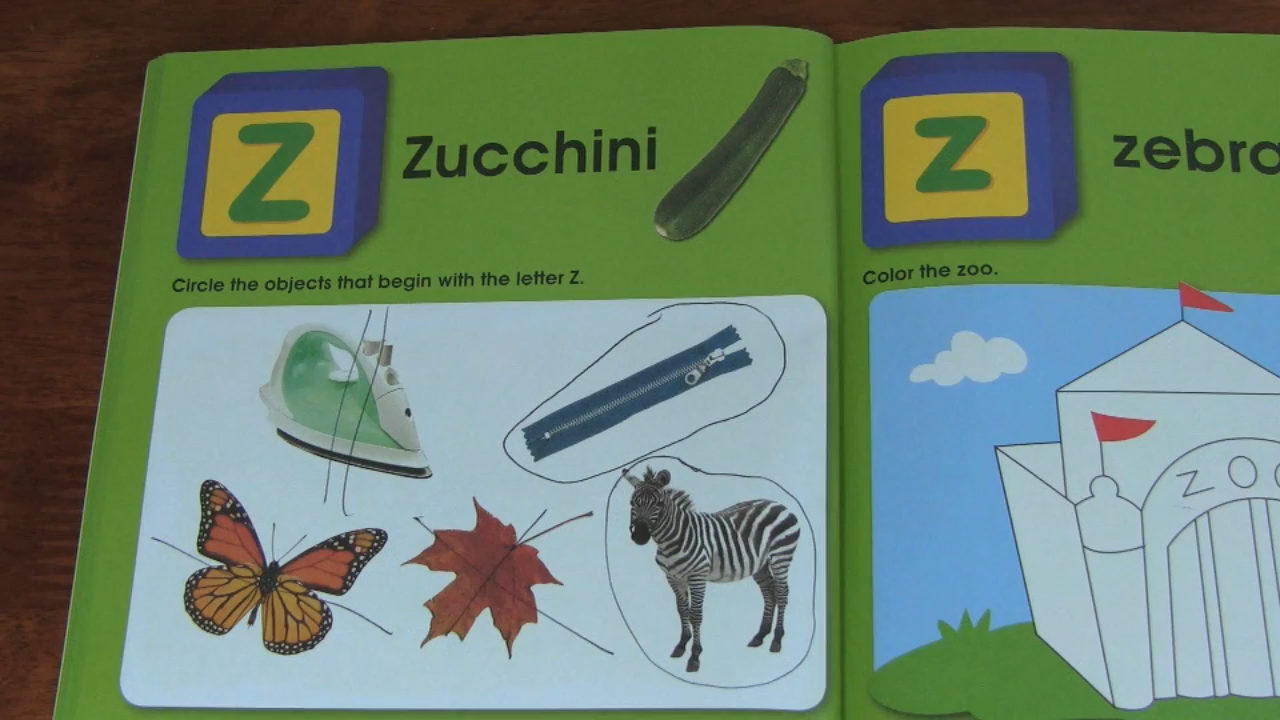 Z Zucchini
Circle the objects that begin with the letter Z.
z zebra
Color the zoo.
ZOO